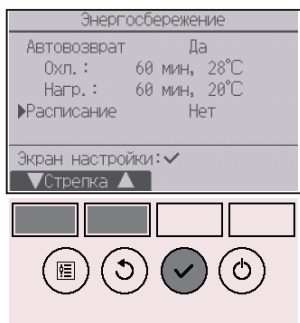 Энергосбережение
Автовозврат Да
Охл.: 60 мин, 28°C
Нагр.: 60 мин, 20°C
▶Расписание Нет
Экран настройки:✓
▼Стрелка ▲